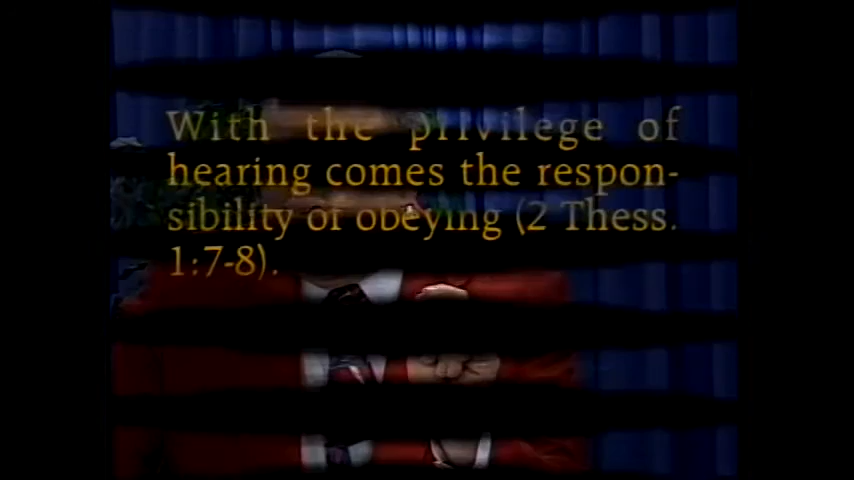 With the privilege of
hearing comes the respon-
sibility of obeying (2 Thess.
1:7-8).